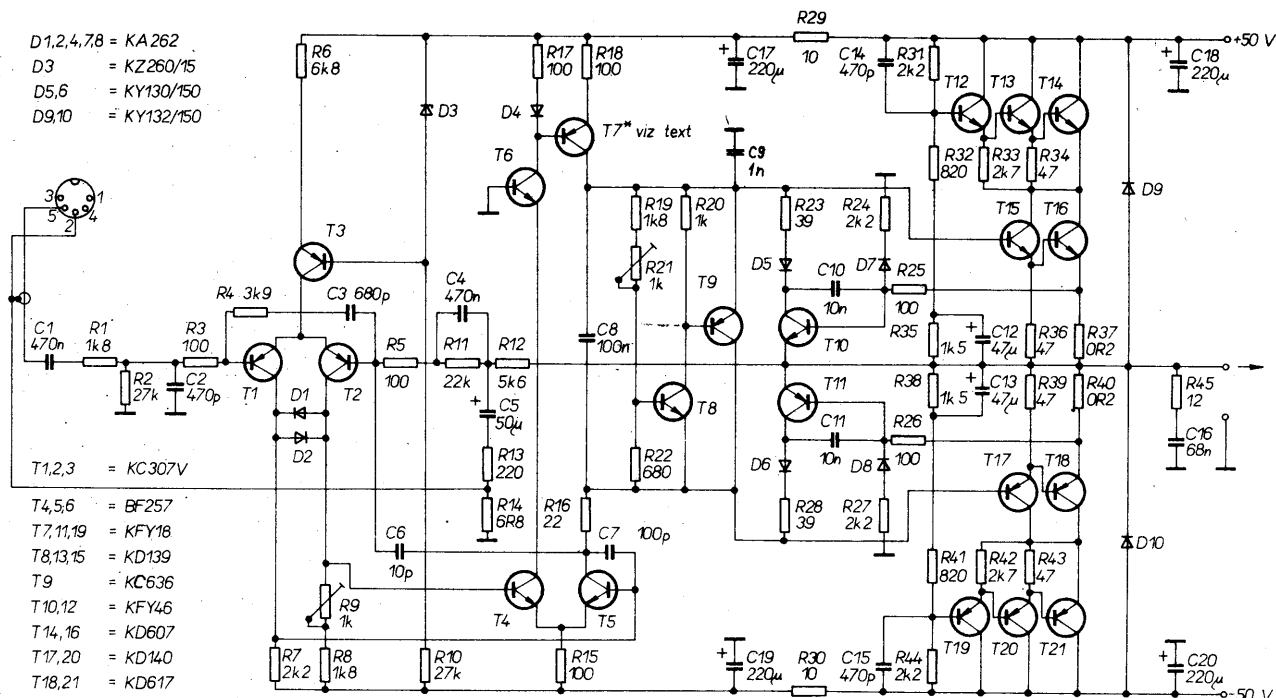 D1,2,4,7,8 = KA262
D3 = KZ260/15
D5,6 = KY130/150
D9,10 = KY132/150
R6
6k8
D3
R17
100
R18
100
D4
T7* viz text
T6
C17
220µ
R29
10
C14
470p
R31
2k2
T12
T13
T14
C18
220µ
+50 V
C9
1n
R32
820
R33
2k7
R34
47
D9
3
1
5
4
2
T3
R19
1k8
R20
1k
R23
39
R24
2k2
T15
T16
R21
1k
T9
D5
D7
C10
10n
R25
100
R4 3k9
C3 680p
C4
470n
C1
470n
R1
1k8
R3
100
R2
27k
C2
470p
T1
T2
R5
100
R11
22k
R12
5k6
C8
100n
T10
R35
1k5
C12
47µ
R36
47
R37
0R2
D1
D2
C5
50µ
T8
T11
R38
1k5
C13
47µ
R39
47
R40
0R2
R45
12
C16
68n
R13
220
R22
680
C11
10n
R26
100
D6
D8
T17
T18
T1,2,3 = KC307V
T4,5,6 = BF257
T7,11,19 = KFY18
T8,13,15 = KD139
T9 = KC636
T10,12 = KFY46
T14,16 = KD607
T17,20 = KD140
T18,21 = KD617
R14
6R8
R16
22
C7
100p
R28
39
R27
2k2
D10
C6
10p
R41
820
R42
2k7
R43
47
R9
1k
T4
T5
T19
T20
T21
R7
2k2
R8
1k8
R10
27k
R15
100
C19
220µ
R30
10
C15
470p
R44
2k2
C20
220µ
-50 V